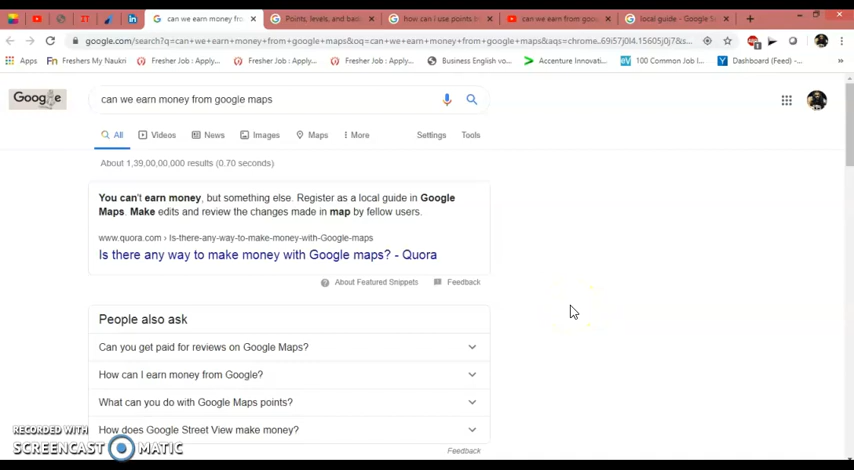 can we earn money fro
Points, levels, and bad
how can i use points b
can we earn from goog
local guide - Google S
google.com/search?q=can+we+earn+money+from+google+maps&oq=can+we+earn+money+from+google+maps&aqs=chrome..69i57j0l4.15605j0j7&s...
Apps
Freshers My Naukri
Fresher Job : Apply...
Fresher Job : Apply...
Fresher Job : Apply...
Business English vo...
Accenture Innovati...
100 Common Job I...
Dashboard (Feed) -...
Google
can we earn money from google maps
All
Videos
News
Images
Maps
More
Settings
Tools
About 1,39,00,00,000 results (0.70 seconds)
You can't earn money, but something else. Register as a local guide in Google
Maps. Make edits and review the changes made in map by fellow users.
www.quora.com › Is-there-any-way-to-make-money-with-Google-maps
Is there any way to make money with Google maps? - Quora
About Featured Snippets
Feedback
People also ask
Can you get paid for reviews on Google Maps?
How can I earn money from Google?
What can you do with Google Maps points?
How does Google Street View make money?
Feedback
RECORDED WITH
SCREENCAST MATIC